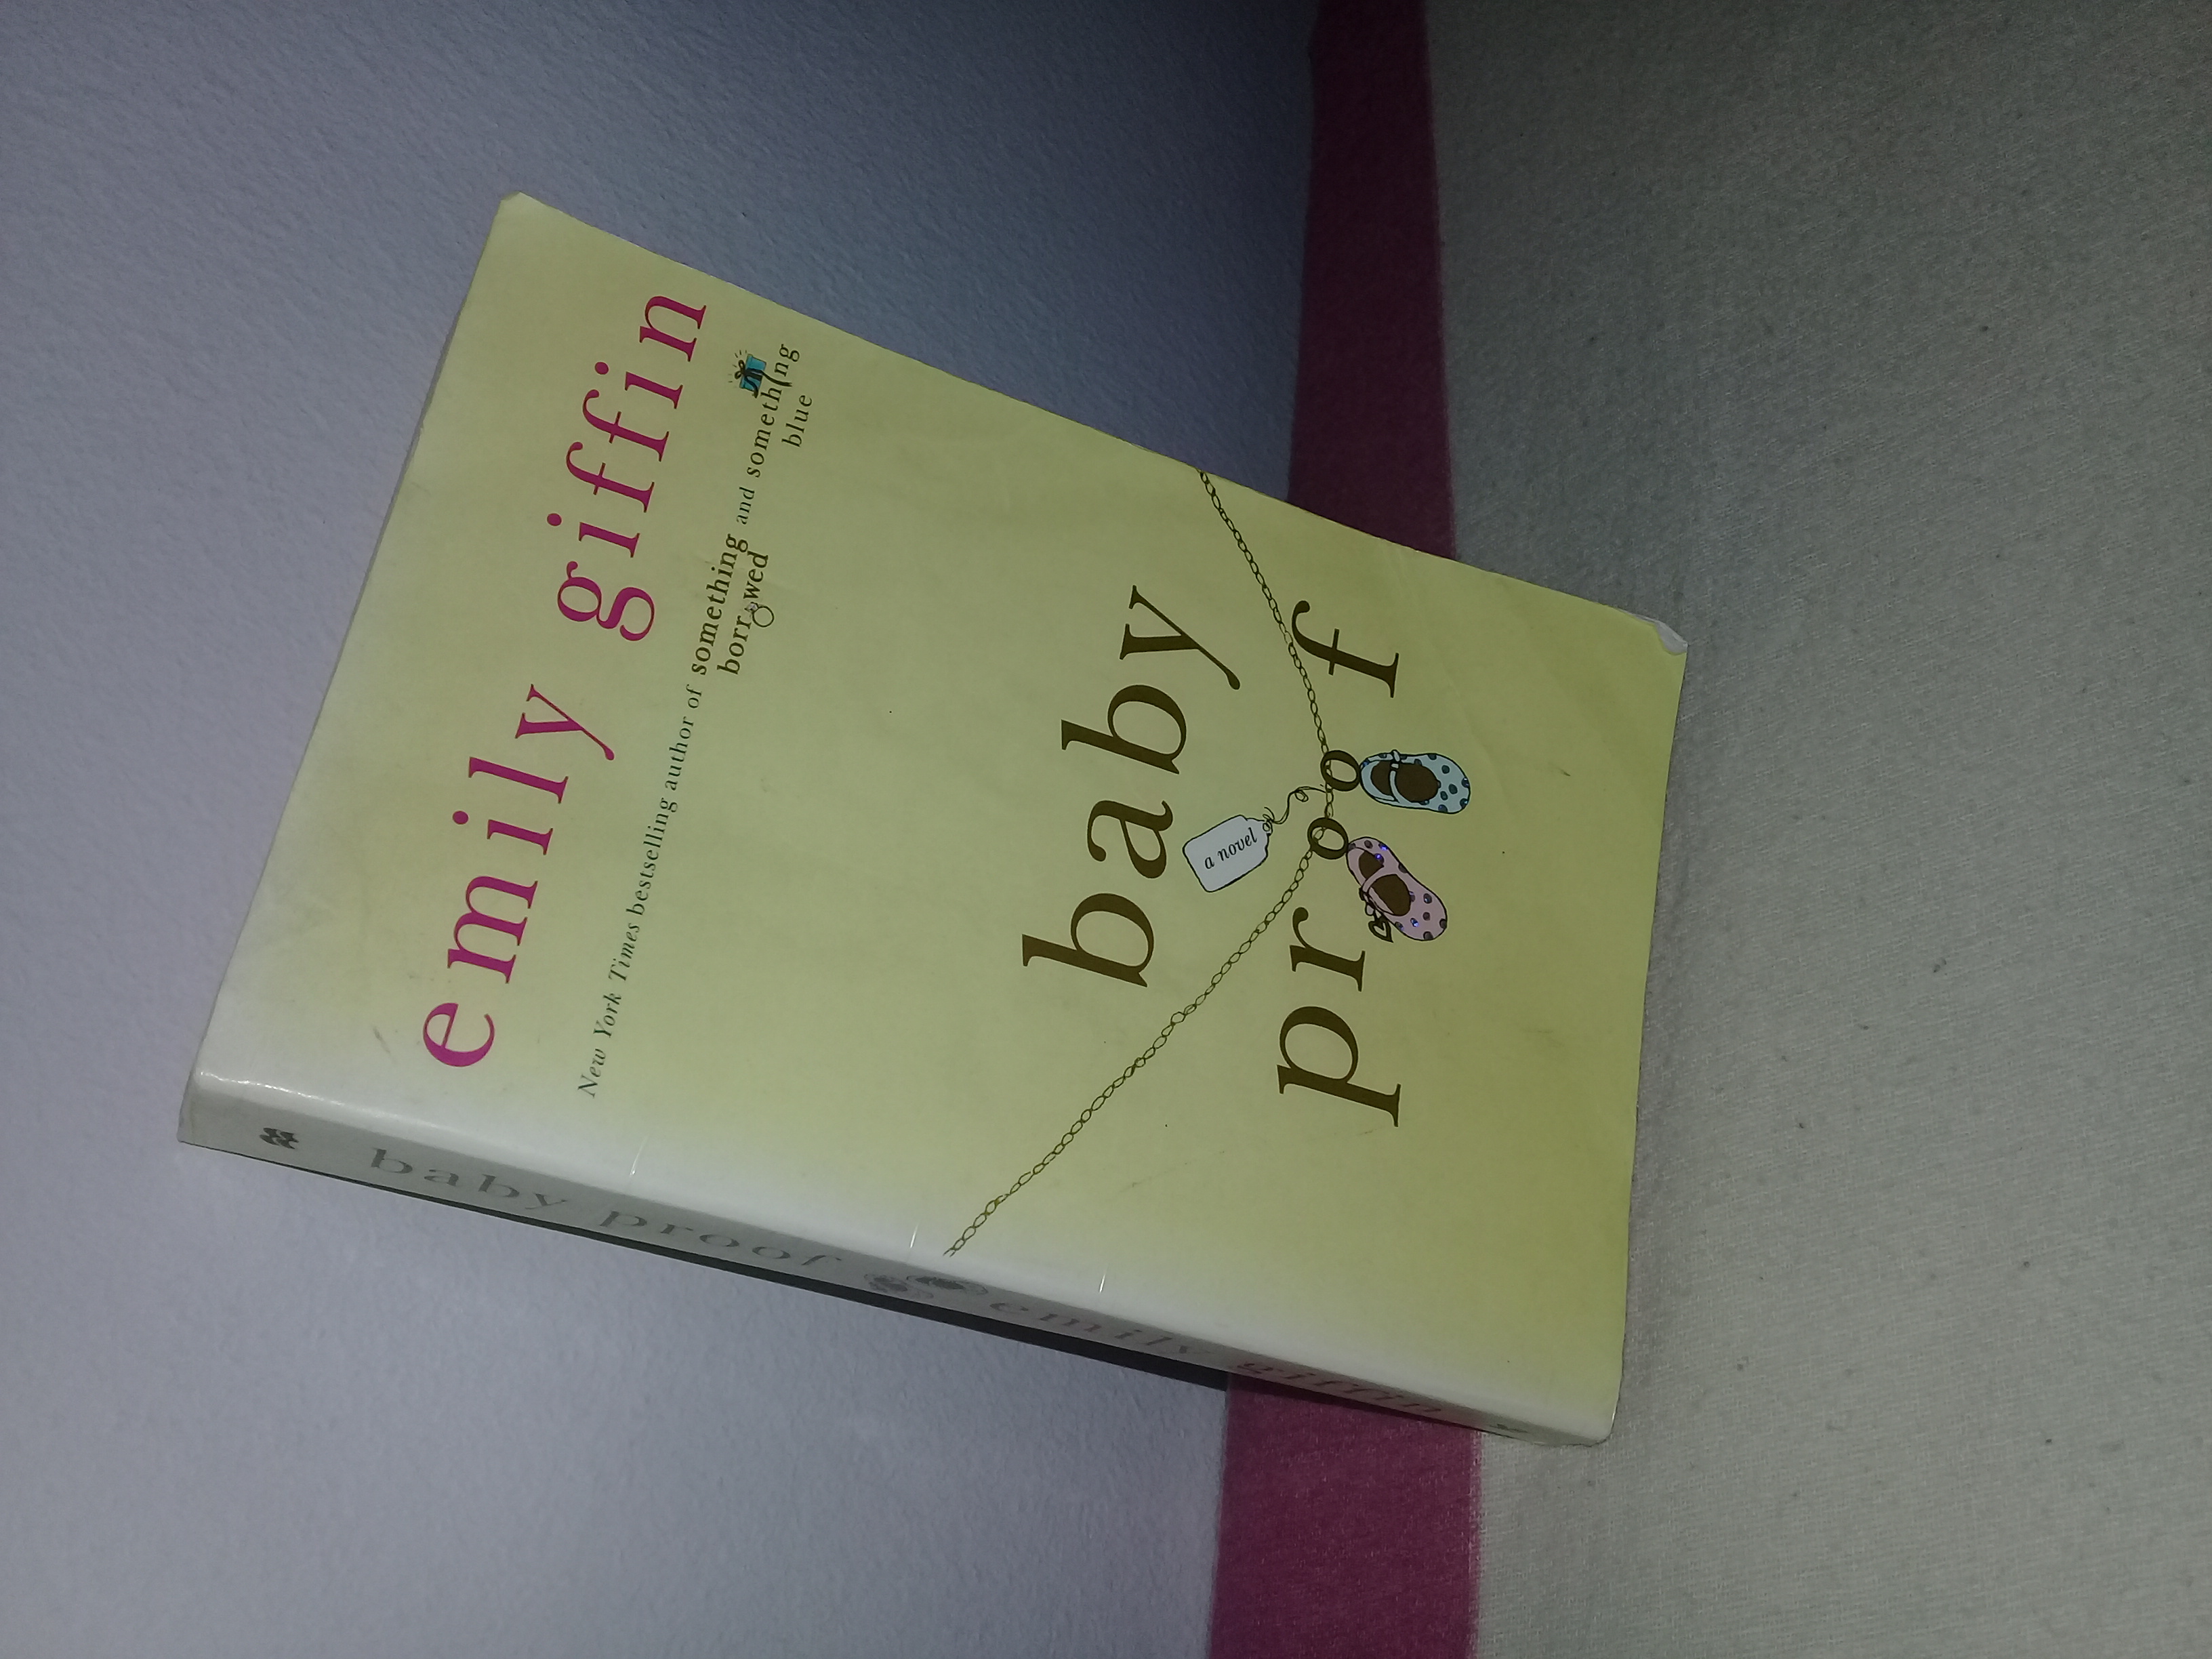 emily giffin
New York Times bestselling author of something and something
borrowed blue
baby
a novel
proof
baby proof emily giffin